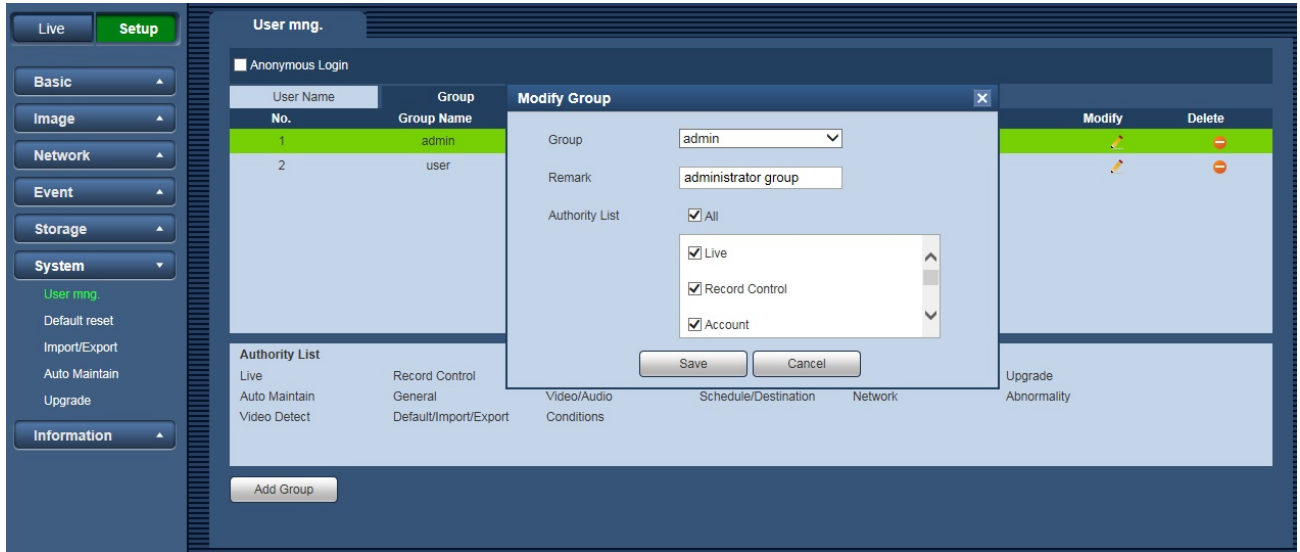 Live Setup
Basic
Image
Network
Event
Storage
System
User mng.
Default reset
Import/Export
Auto Maintain
Upgrade
Information
User mng.
Anonymous Login
User Name Group
No. Group Name Modify Delete
1 admin
2 user
Modify Group
Group admin
Remark administrator group
Authority List All
Live
Record Control
Account
Save Cancel
Authority List
Live Record Control Upgrade
Auto Maintain General Video/Audio Schedule/Destination Network Abnormality
Video Detect Default/Import/Export Conditions
Add Group